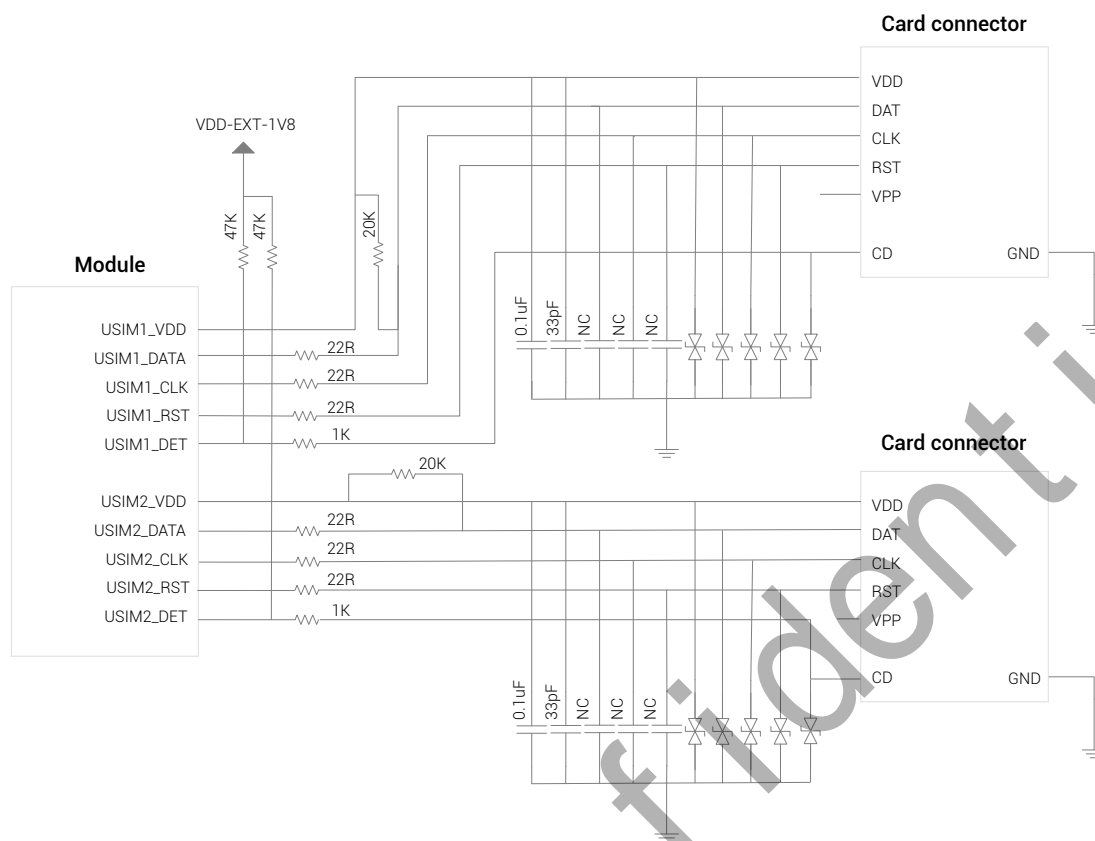 Card connector
VDD
DAT
CLK
RST
VPP
CD
GND
VDD-EXT-1V8
47K
47K
20K
Module
USIM1_VDD
USIM1_DATA
USIM1_CLK
USIM1_RST
USIM1_DET
USIM2_VDD
USIM2_DATA
USIM2_CLK
USIM2_RST
USIM2_DET
22R
22R
22R
1K
20K
22R
22R
22R
1K
0.1uF
33pF
NC
NC
NC
Card connector
VDD
DAT
CLK
RST
VPP
CD
GND
0.1uF
33pF
NC
NC
NC
f i d e n t i